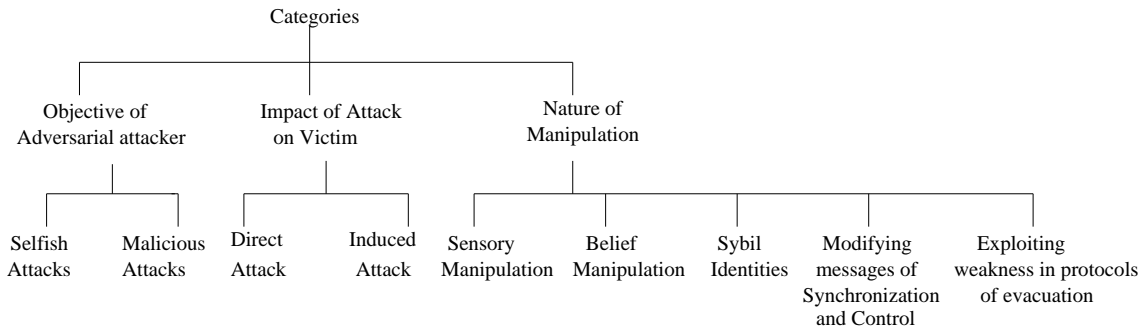 Categories
Objective of
Adversarial attacker
Impact of Attack
on Victim
Nature of
Manipulation
Selfish
Attacks
Malicious
Attacks
Direct
Attack
Induced
Attack
Sensory
Manipulation
Belief
Manipulation
Sybil
Identities
Modifying
messages of
Synchronization
and Control
Exploiting
weakness in protocols
of evacuation